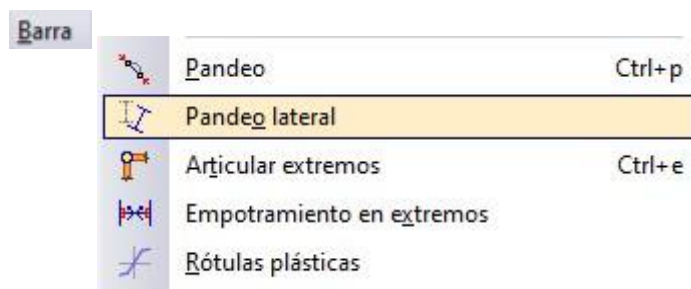 Barra
Pandeo Ctrl+p
Pandeo lateral
Articular extremos Ctrl+e
Empotramiento en extremos
Rótulas plásticas